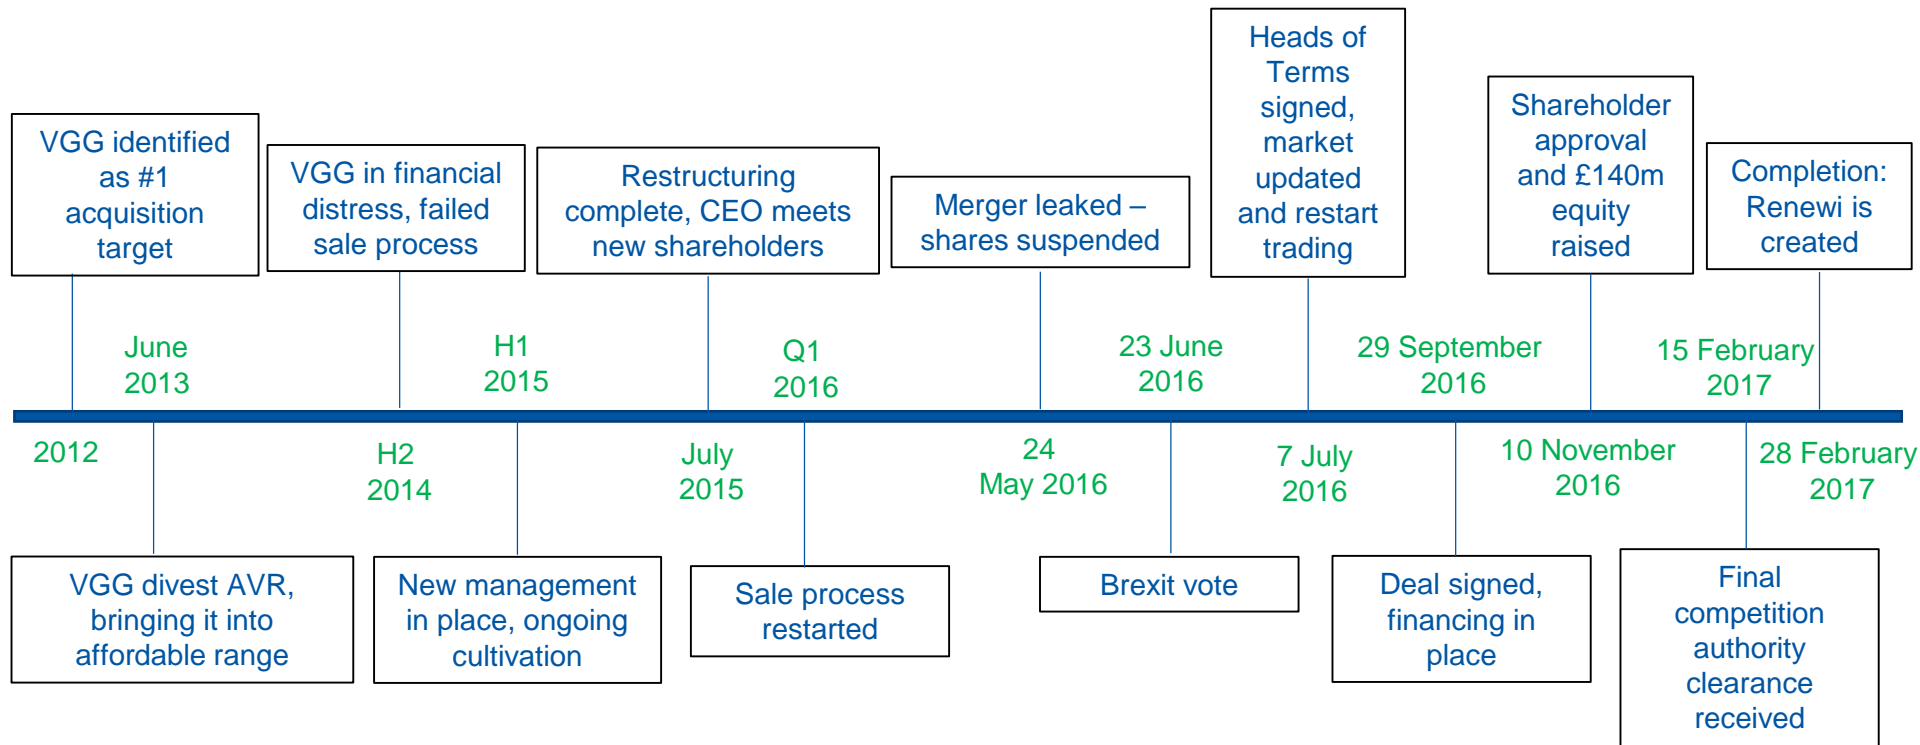 VGG identified
as #1
acquisition
target
VGG in financial
distress, failed
sale process
Restructuring
complete, CEO meets
new shareholders
Merger leaked –
shares suspended
Heads of
Terms
signed,
market
updated
and restart
trading
Shareholder
approval
and £140m
equity
raised
Completion:
Renewi is
created
June
2013
H1
2015
Q1
2016
23 June
2016
29 September
2016
15 February
2017
2012
H2
2014
July
2015
24
May 2016
7 July
2016
10 November
2016
28 February
2017
VGG divest AVR,
bringing it into
affordable range
New management
in place, ongoing
cultivation
Sale process
restarted
Brexit vote
Deal signed,
financing in
place
Final
competition
authority
clearance
received